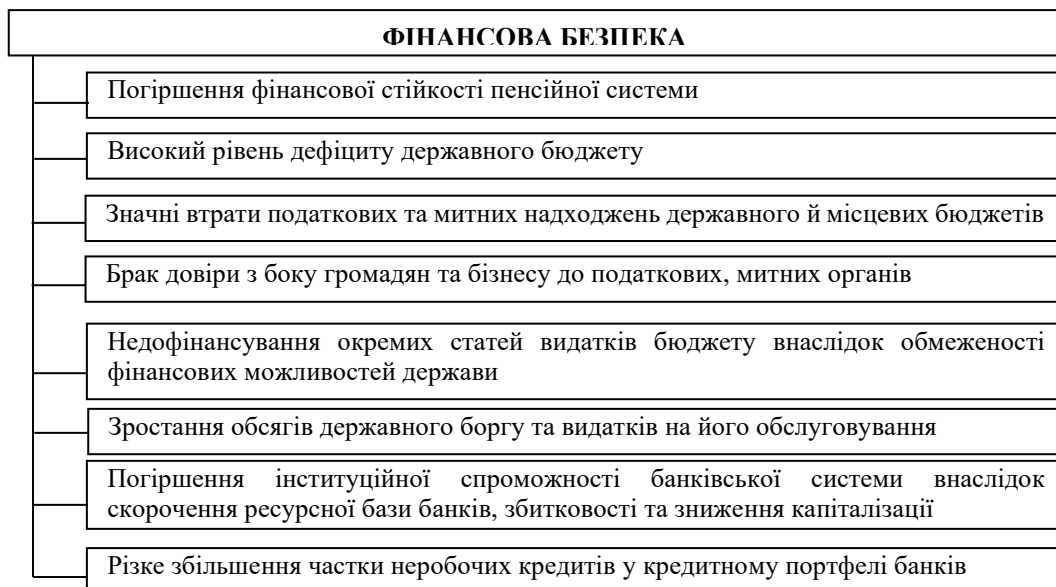 ФІНАНСОВА БЕЗПЕКА
Погіршення фінансової стійкості пенсійної системи
Високий рівень дефіциту державного бюджету
Значні втрати податкових та митних надходжень державного й місцевих бюджетів
Брак довіри з боку громадян та бізнесу до податкових, митних органів
Недофінансування окремих статей видатків бюджету внаслідок обмеженості
фінансових можливостей держави
Зростання обсягів державного боргу та видатків на його обслуговування
Погіршення інституційної спроможності банківської системи внаслідок
скорочення ресурсної бази банків, збитковості та зниження капіталізації
Різке збільшення частки неробочих кредитів у кредитному портфелі банків